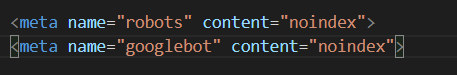 <meta name="robots" content="noindex">
<meta name="googlebot" content="noindex">